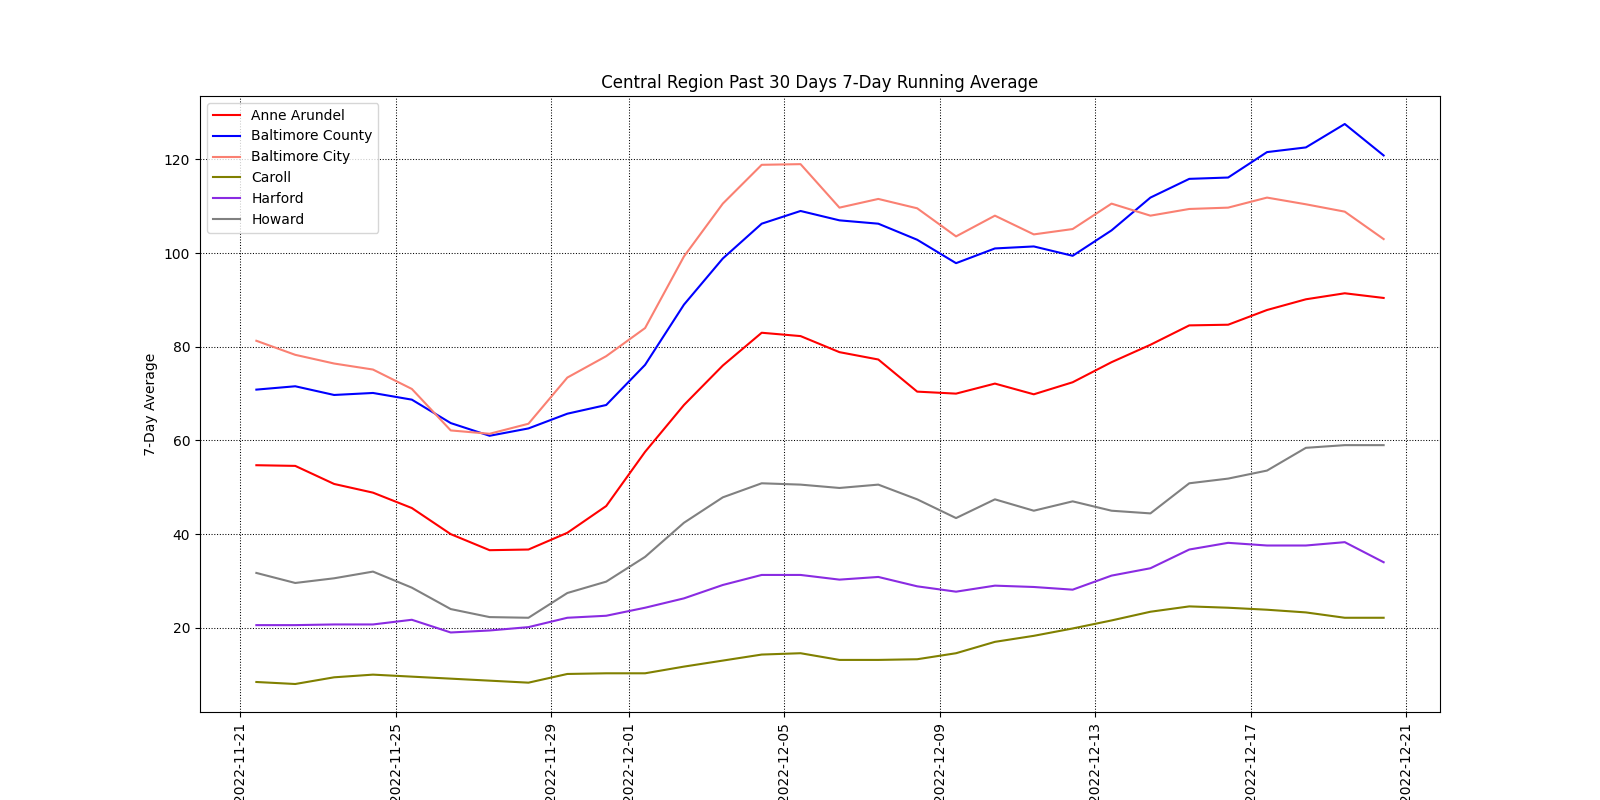 Central Region Past 30 Days 7-Day Running Average
Anne Arundel
Baltimore County
Baltimore City
Caroll
Harford
Howard
7-Day Average
120
100
80
60
40
20
2022-11-21
2022-11-25
2022-11-29
2022-12-01
2022-12-05
2022-12-09
2022-12-13
2022-12-17
2022-12-21